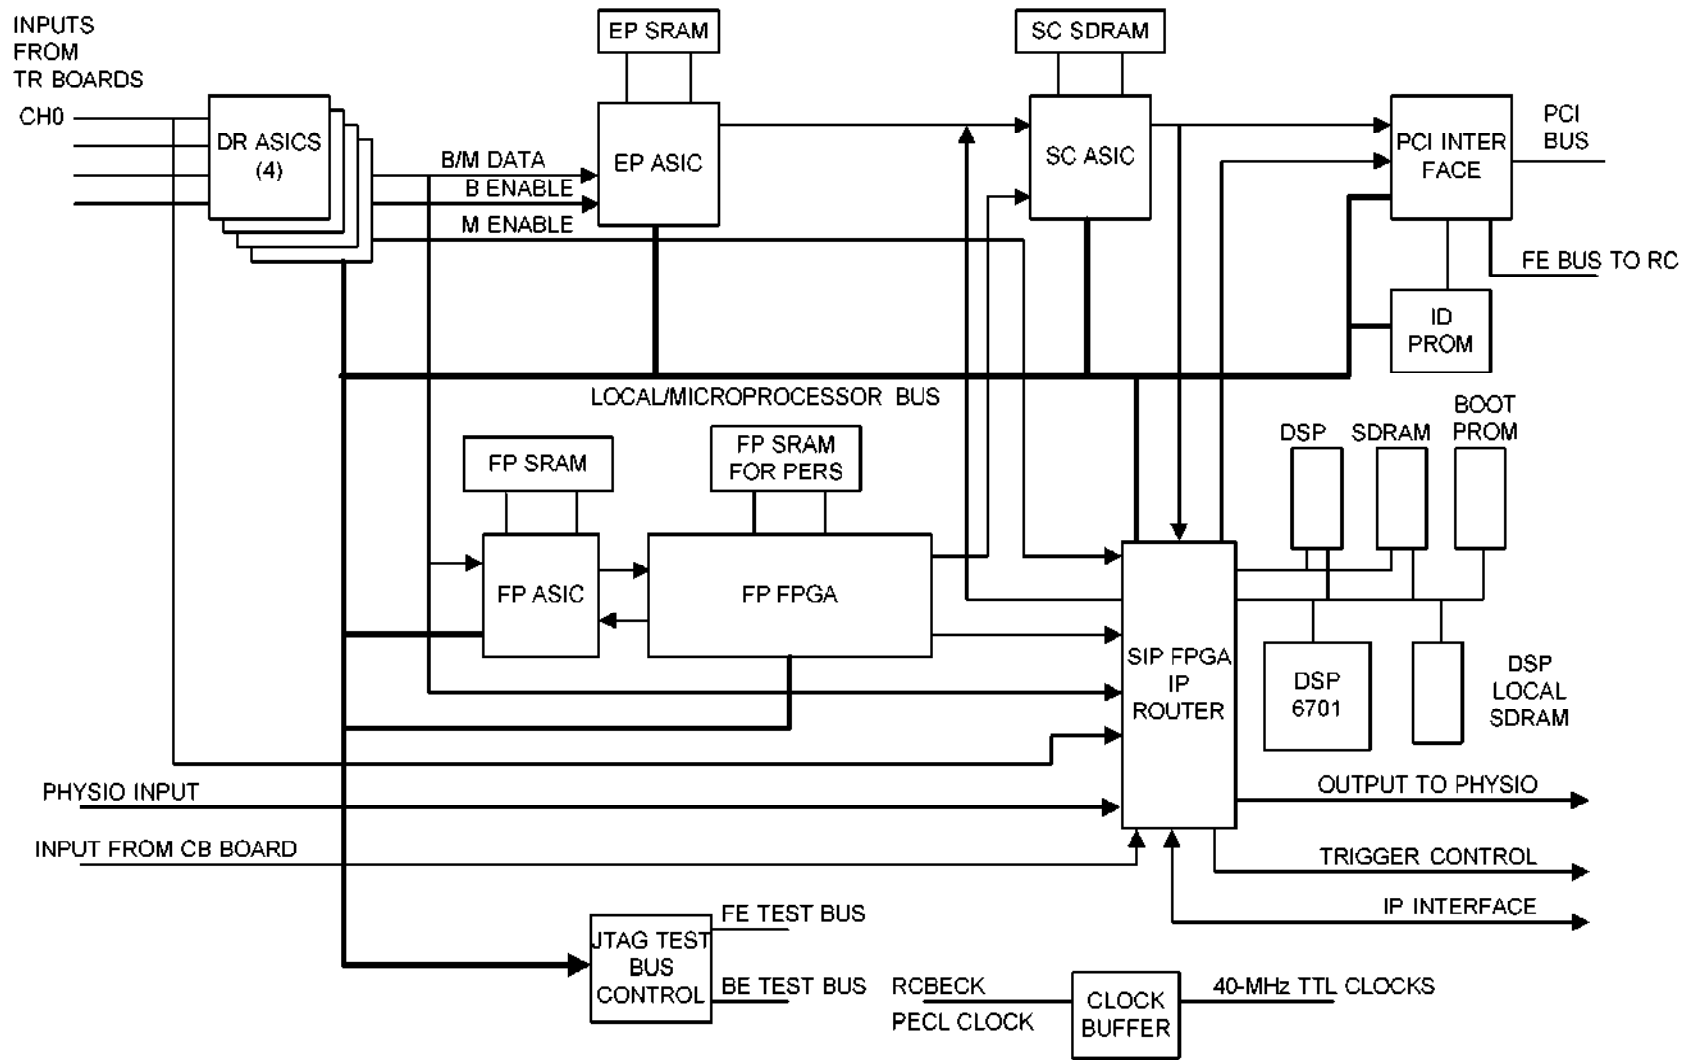 INPUTS
FROM
TR BOARDS
CH0
DR ASICS
(4)
EP SRAM
EP ASIC
B/M DATA
B ENABLE
M ENABLE
SC SDRAM
SC ASIC
PCI INTER
FACE
PCI
BUS
FE BUS TO RC
ID
PROM
LOCAL/MICROPROCESSOR BUS
FP SRAM
FP SRAM
FOR PERS
FP ASIC
FP FPGA
DSP
SDRAM
BOOT
PROM
SIP FPGA
IP
ROUTER
DSP
6701
DSP
LOCAL
SDRAM
PHYSIO INPUT
INPUT FROM CB BOARD
OUTPUT TO PHYSIO
TRIGGER CONTROL
IP INTERFACE
JTAG TEST
BUS
CONTROL
FE TEST BUS
BE TEST BUS
RCBECK
PECL CLOCK
CLOCK
BUFFER
40-MHz TTL CLOCKS